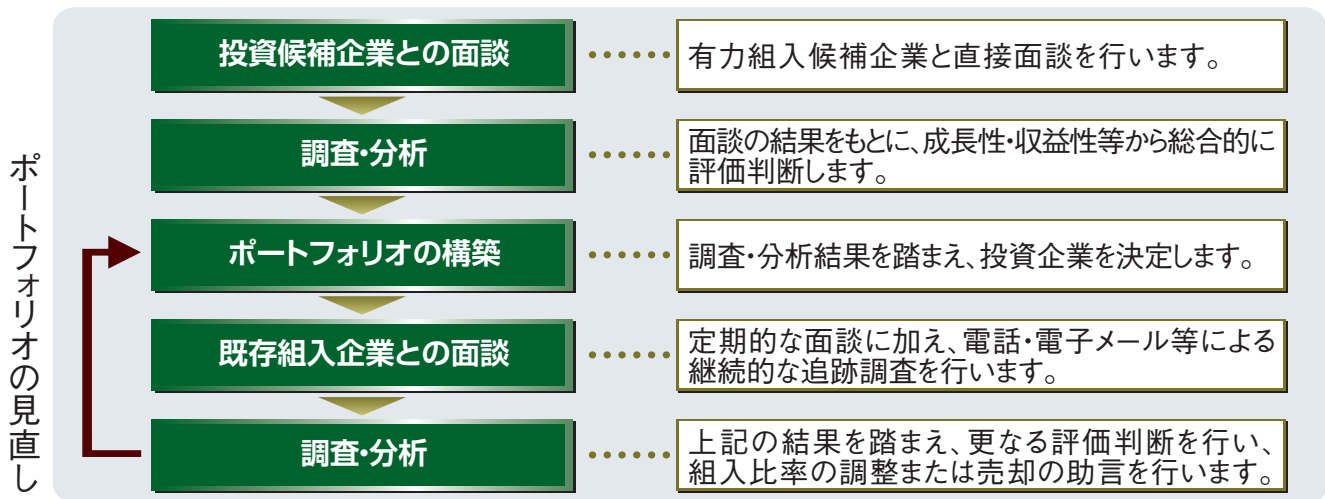 投資候補企業との面談
有力組入候補企業と直接面談を行います。
調査・分析
面談の結果をもとに、成長性・収益性等から総合的に
評価判断します。
ポートフォリオの構築
調査・分析結果を踏まえ、投資企業を決定します。
既存組入企業との面談
定期的な面談に加え、電話・電子メール等による
継続的な追跡調査を行います。
調査・分析
上記の結果を踏まえ、更なる評価判断を行い、
組入比率の調整または売却の助言を行います。
ポートフォリオの見直し